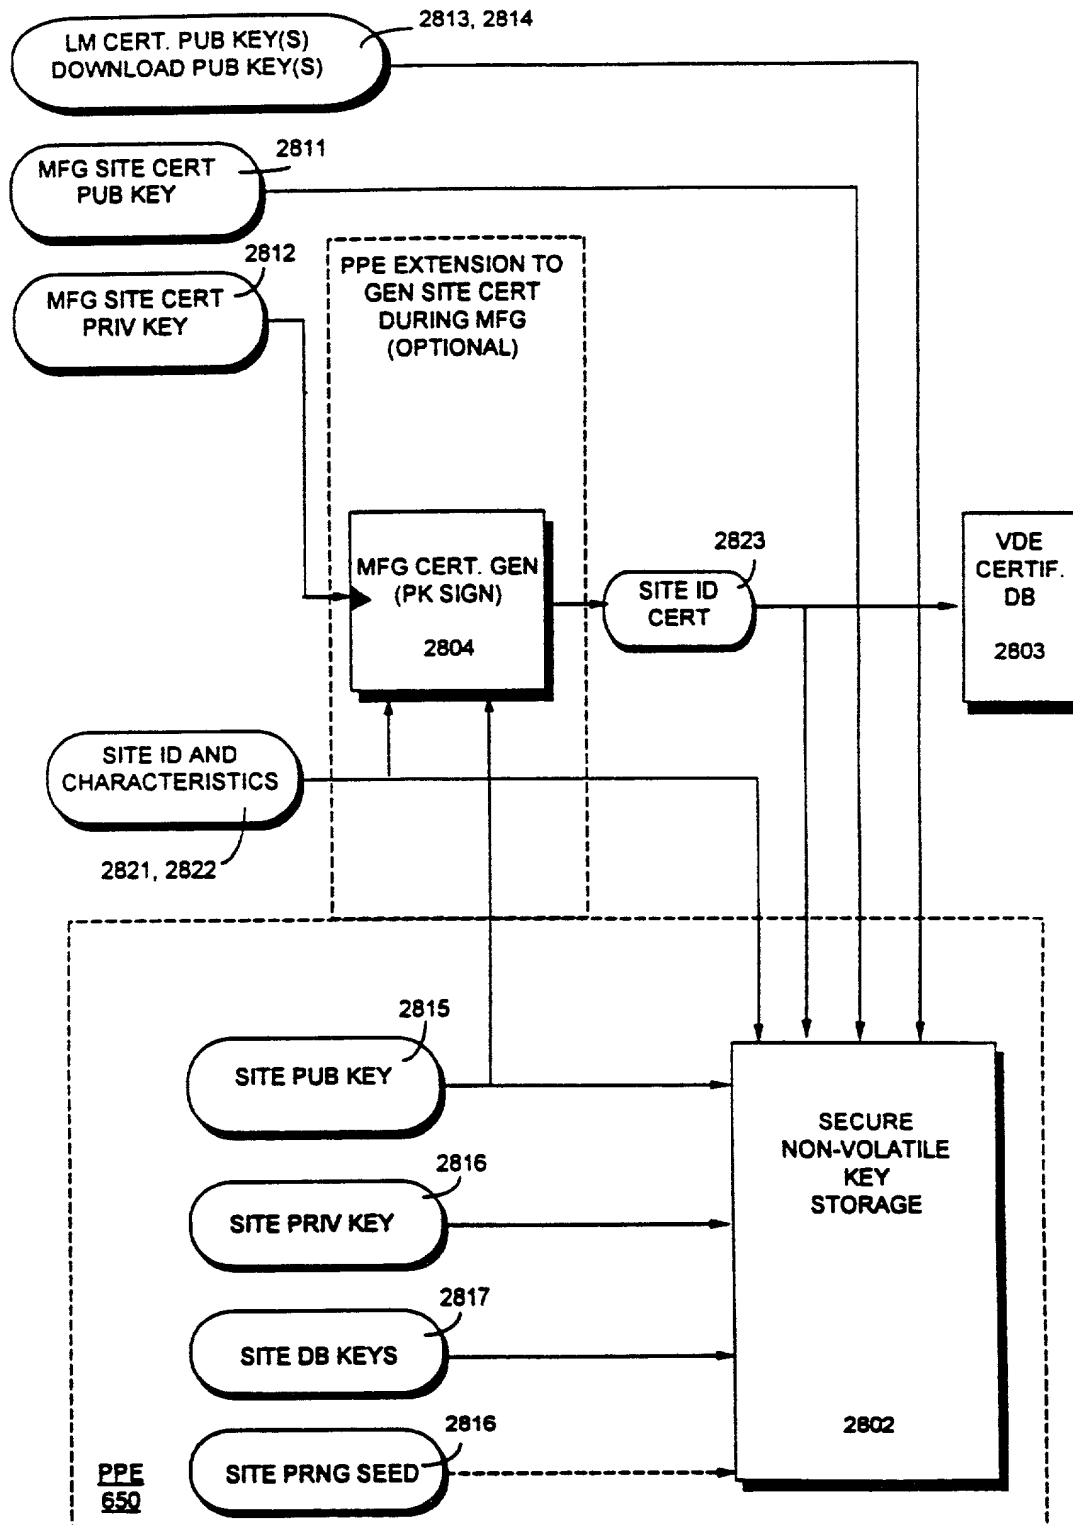 2813, 2814
LM CERT. PUB KEY(S)
DOWNLOAD PUB KEY(S)
2811
MFG SITE CERT
PUB KEY
2812
MFG SITE CERT
PRIV KEY
PPE EXTENSION TO
GEN SITE CERT
DURING MFG
(OPTIONAL)
MFG CERT. GEN
(PK SIGN)
2804
2823
SITE ID
CERT
VDE
CERTIF.
DB
2803
SITE ID AND
CHARACTERISTICS
2821, 2822
2815
SITE PUB KEY
2816
SITE PRIV KEY
2817
SITE DB KEYS
2816
SITE PRNG SEED
SECURE
NON-VOLATILE
KEY
STORAGE
2802
PPE
650